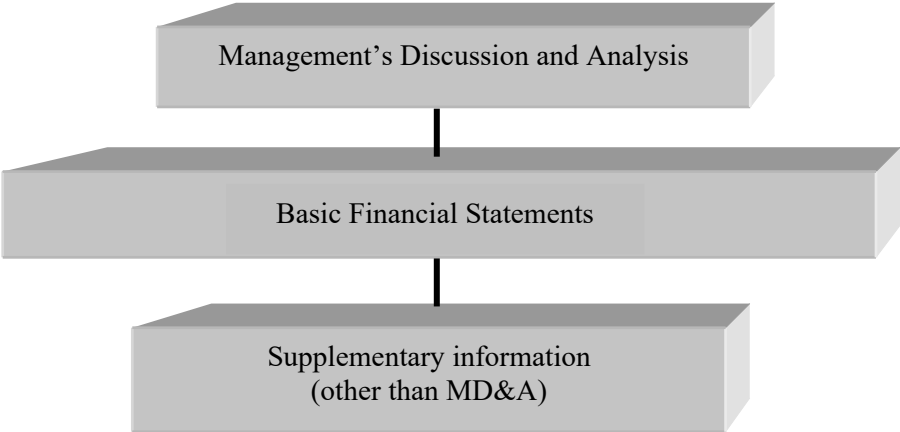 Management’s Discussion and Analysis
Basic Financial Statements
Supplementary information
(other than MD&A)